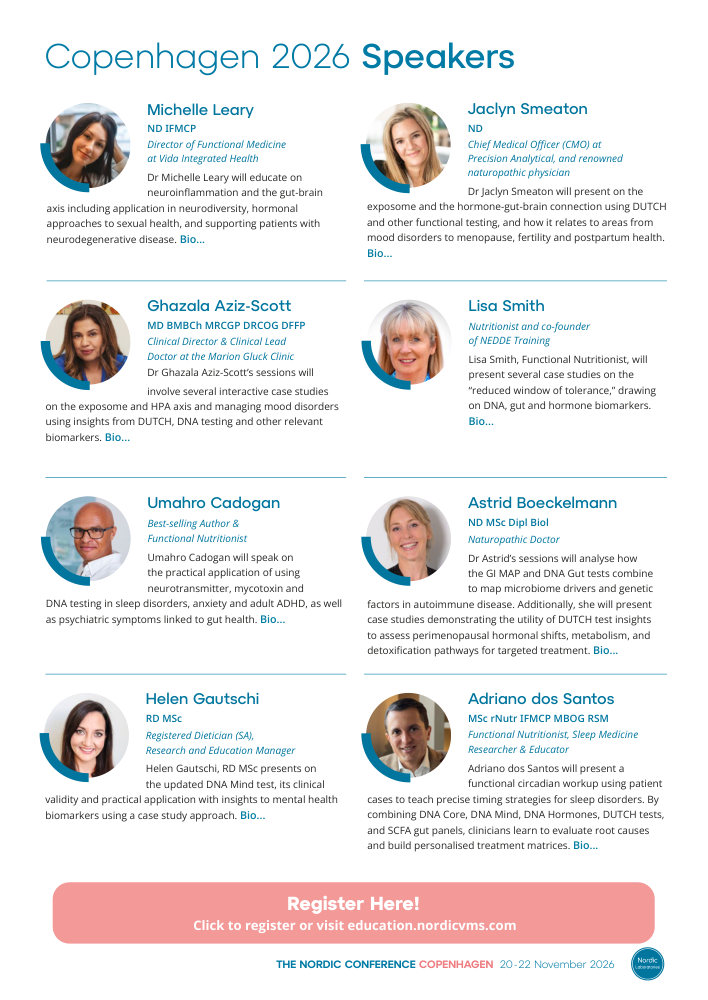 Copenhagen 2026 Speakers
Michelle Leary
ND IFMCP
Director of Functional Medicine
at Vida Integrated Health
Dr Michelle Leary will educate on
neuroinflammation and the gut-brain
axis including application in neurodiversity, hormonal
approaches to sexual health, and supporting patients with
neurodegenerative disease. Bio...
Jaclyn Smeaton
ND
Chief Medical Officer (CMO) at
Precision Analytical, and renowned
naturopathic physician
Dr Jaclyn Smeaton will present on the
exposome and the hormone-gut-brain connection using DUTCH
and other functional testing, and how it relates to areas from
mood disorders to menopause, fertility and postpartum health.
Bio...
Ghazala Aziz-Scott
MD BMBCh MRCGP DRCOG DFFP
Clinical Director & Clinical Lead
Doctor at the Marion Gluck Clinic
Dr Ghazala Aziz-Scott's sessions will
involve several interactive case studies
on the exposome and HPA axis and managing mood disorders
using insights from DUTCH, DNA testing and other relevant
biomarkers. Bio...
Lisa Smith
Nutritionist and co-founder
of NEDDE Training
Lisa Smith, Functional Nutritionist, will
present several case studies on the
“reduced window of tolerance,” drawing
on DNA, gut and hormone biomarkers.
Bio...
Umahro Cadogan
Best-selling Author &
Functional Nutritionist
Umahro Cadogan will speak on
the practical application of using
neurotransmitter, mycotoxin and
DNA testing in sleep disorders, anxiety and adult ADHD, as well
as psychiatric symptoms linked to gut health. Bio...
Astrid Boeckelmann
ND MSc Dipl Biol
Naturopathic Doctor
Dr Astrid's sessions will analyse how
the GI MAP and DNA Gut tests combine
to map microbiome drivers and genetic
factors in autoimmune disease. Additionally, she will present
case studies demonstrating the utility of DUTCH test insights
to assess perimenopausal hormonal shifts, metabolism, and
detoxification pathways for targeted treatment. Bio...
Helen Gautschi
RD MSc
Registered Dietician (SA),
Research and Education Manager
Helen Gautschi, RD MSc presents on
the updated DNA Mind test, its clinical
validity and practical application with insights to mental health
biomarkers using a case study approach. Bio...
Adriano dos Santos
MSc rNutr IFMCP MBOG RSM
Functional Nutritionist, Sleep Medicine
Researcher & Educator
Adriano dos Santos will present a
functional circadian workup using patient
cases to teach precise timing strategies for sleep disorders. By
combining DNA Core, DNA Mind, DNA Hormones, DUTCH tests,
and SCFA gut panels, clinicians learn to evaluate root causes
and build personalised treatment matrices. Bio...
Register Here!
Click to register or visit education.nordicvms.com
THE NORDIC CONFERENCE COPENHAGEN 20-22 November 2026
Nordic
Laboratories